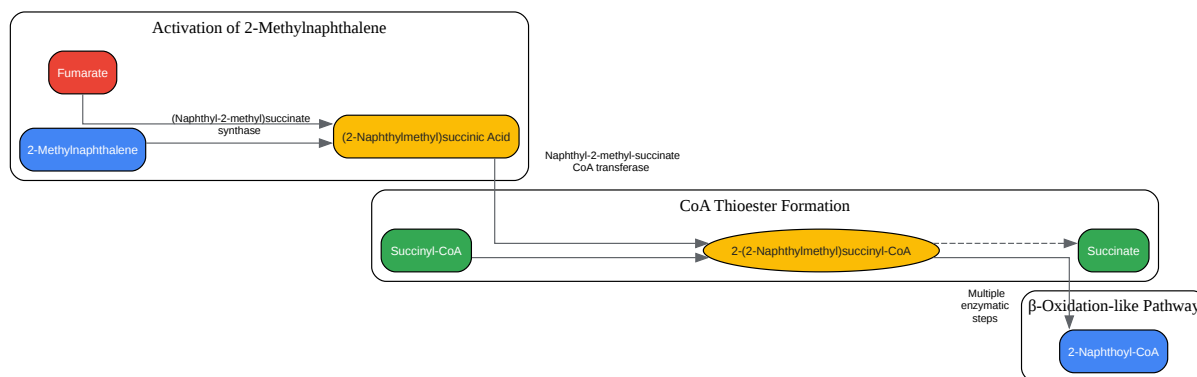 Activation of 2-Methylnaphthalene
Fumarate
(Naphthyl-2-methyl)succinate
synthase
(2-Naphthylmethyl)succinic Acid
2-Methylnaphthalene
Naphthyl-2-methyl-succinate
CoA transferase
CoA Thioester Formation
Succinyl-CoA
2-(2-Naphthylmethyl)succinyl-CoA
Succinate
Multiple
enzymatic
steps
β-Oxidation-like Pathway
2-Naphthoyl-CoA